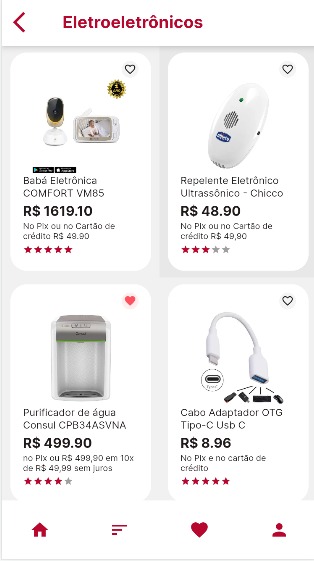 Eletroeletrônicos
Babá Eletrônica
COMFORT VM85
R$ 1619.10
No Pix ou no Cartão de
crédito R$ 49.90
Repelente Eletrônico
Ultrassônico - Chicco
R$ 48.90
No Pix ou no Cartão de
crédito R$ 49,90
Purificador de água
Consul CPB34ASVNA
R$ 499.90
no Pix ou R$ 499,90 em 10x
de R$ 49,99 sem juros
Cabo Adaptador OTG
Tipo-C Usb C
R$ 8.96
No Pix e no cartão de
crédito